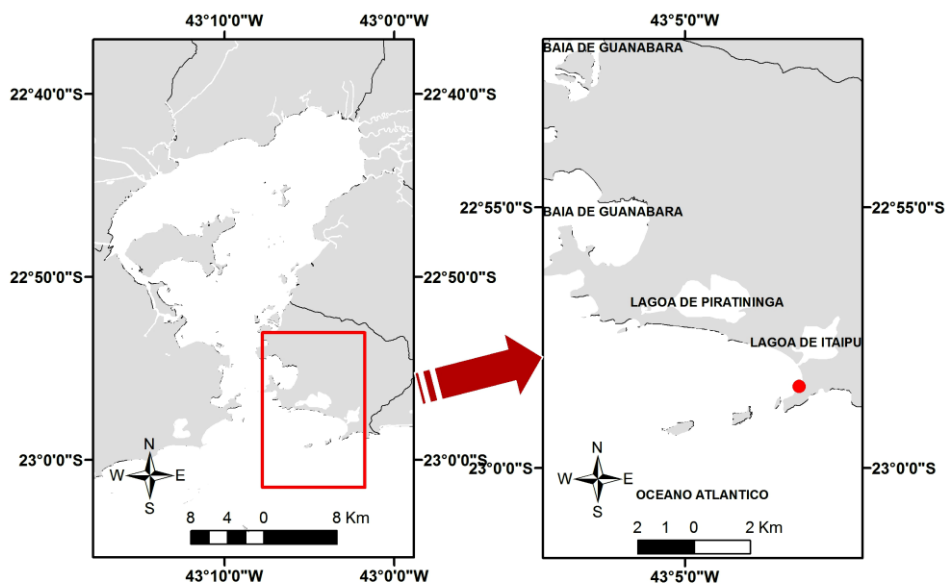 43°10'0"W 43°0'0"W
22°40'0"S 22°40'0"S
22°50'0"S 22°50'0"S
23°0'0"S
N
W E
S
8 4 0 8 Km
43°10'0"W 43°0'0"W
43°5'0"W
BAIA DE GUANABARA
22°55'0"S 22°55'0"S
BAIA DE GUANABARA
LAGOA DE PIRATININGA
LAGOA DE ITAIPU
23°0'0"S 23°0'0"S
N
W E
S
OCEANO ATLANTICO
2 1 0 2 Km
43°5'0"W